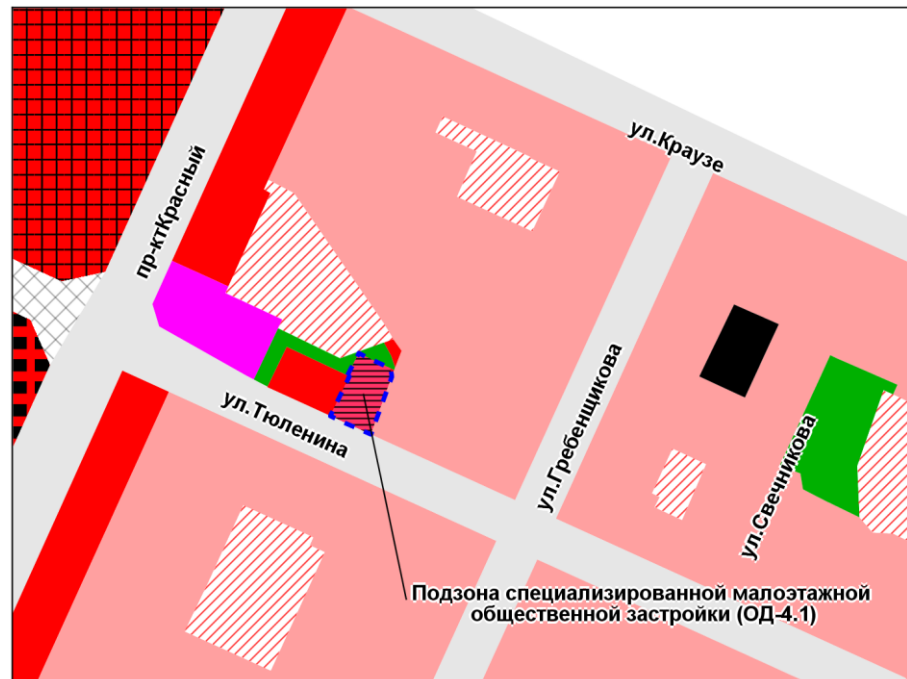 ул.Краузе
пр-ктКрасный
ул.Тюленина
ул.Гребенщикова
ул.Свечникова
Подзона специализированной малоэтажной
общественной застройки (ОД-4.1)